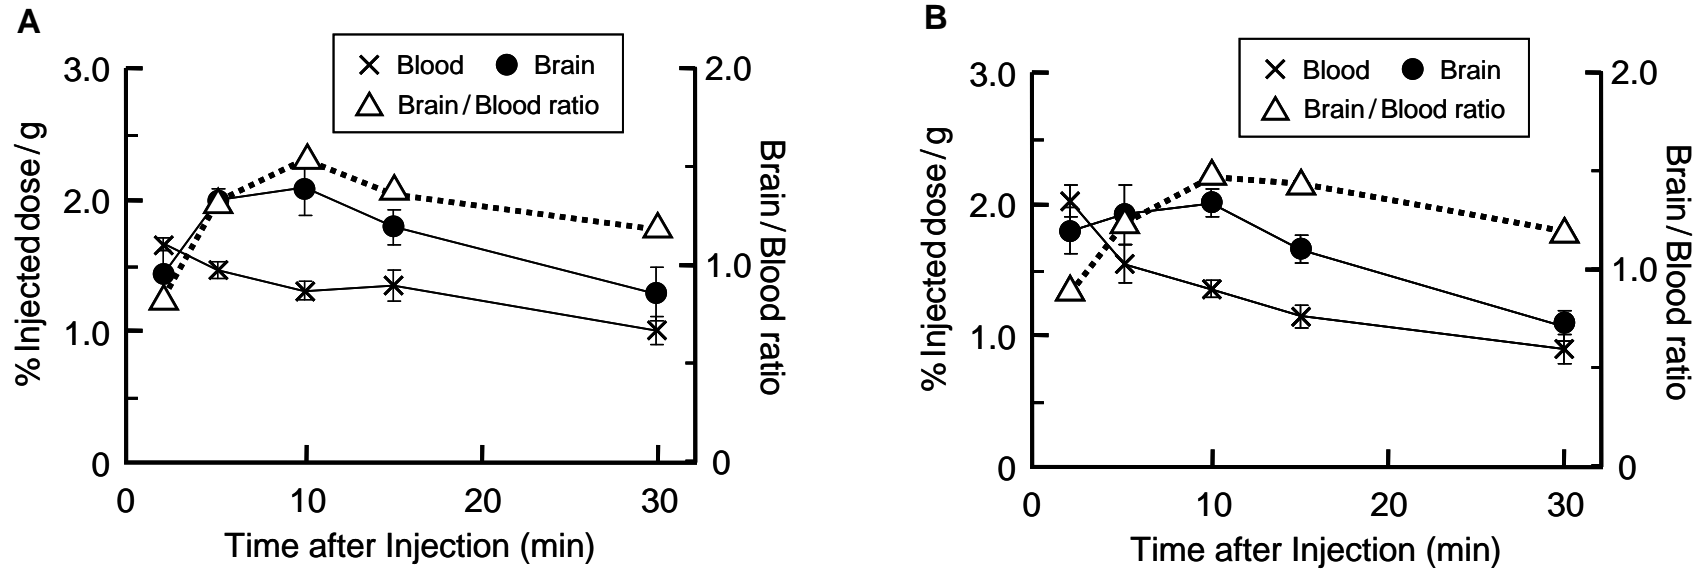 A
× Blood ● Brain
△ Brain / Blood ratio
3.0
2.0
1.0
0
2.0
1.0
0
% Injected dose / g
Brain / Blood ratio
0 10 20 30
Time after Injection (min)
B
× Blood ● Brain
△ Brain / Blood ratio
3.0
2.0
1.0
0
2.0
1.0
0
% Injected dose / g
Brain / Blood ratio
0 10 20 30
Time after Injection (min)